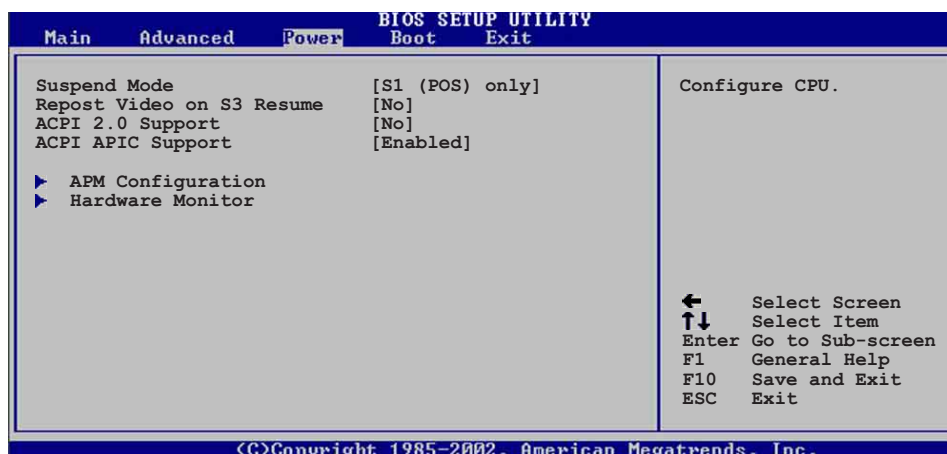 BIOS SETUP UTILITY
Main Advanced Power Boot Exit
Suspend Mode [S1 (POS) only]
Repost Video on S3 Resume [No]
ACPI 2.0 Support [No]
ACPI APIC Support [Enabled]
APM Configuration
Hardware Monitor
Configure CPU.
← Select Screen
↑↓ Select Item
Enter Go to Sub-screen
F1 General Help
F10 Save and Exit
ESC Exit
(C)Copyright 1985-2002, American Megatrends, Inc.